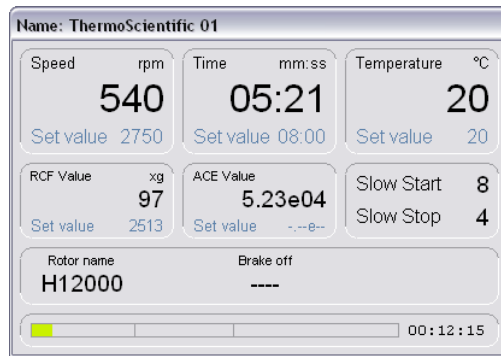 Name: ThermoScientific 01
Speed rpm
540
Set value 2750
Time mm:ss
05:21
Set value 08:00
Temperature °C
20
Set value 20
RCF Value xg
97
Set value 2513
ACE Value
5.23e04
Set value -.--e--
Slow Start 8
Slow Stop 4
Rotor name
H12000
Brake off
----
00:12:15